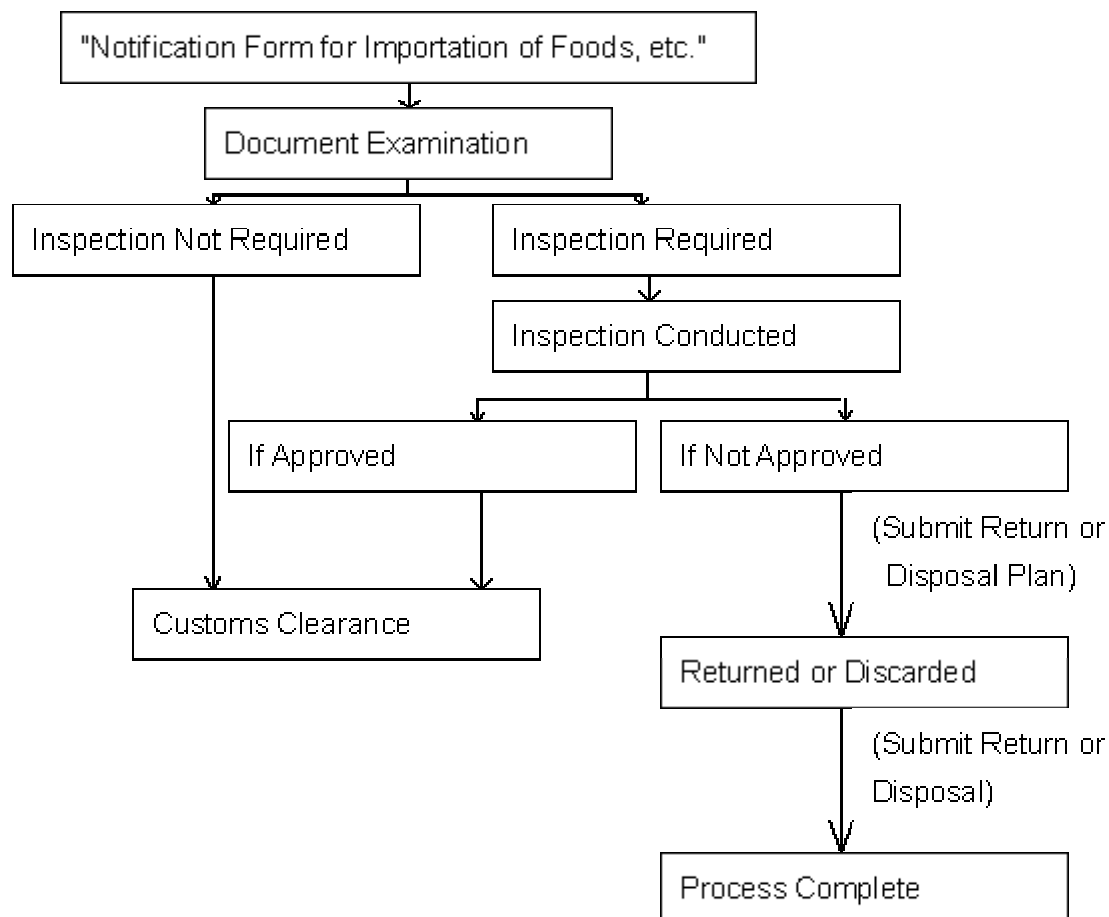 "Notification Form for Importation of Foods, etc."
Document Examination
Inspection Not Required
Inspection Required
Inspection Conducted
If Approved
If Not Approved
(Submit Return or
Disposal Plan)
Customs Clearance
Returned or Discarded
(Submit Return or
Disposal)
Process Complete